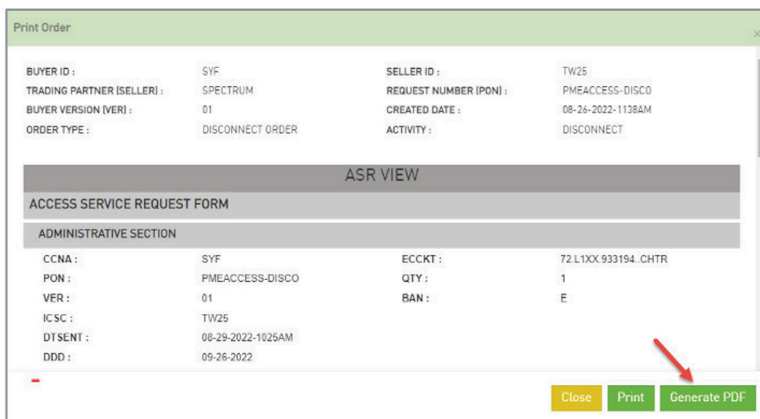 Print Order
×
BUYER ID : SYF SELLER ID : TW25
TRADING PARTNER (SELLER) : SPECTRUM REQUEST NUMBER (PON) : PMEACCESS-DISCO
BUYER VERSION (VER) : 01 CREATED DATE : 08-26-2022-1138AM
ORDER TYPE : DISCONNECT ORDER ACTIVITY : DISCONNECT
ASR VIEW
ACCESS SERVICE REQUEST FORM
ADMINISTRATIVE SECTION
CCNA : SYF ECCKT : 72.L1XX.933194..CHTR
PON : PMEACCESS-DISCO QTY : 1
VER : 01 BAN : E
ICSC : TW25
DTSENT : 08-29-2022-1025AM
DDD : 09-26-2022
Close Print Generate PDF